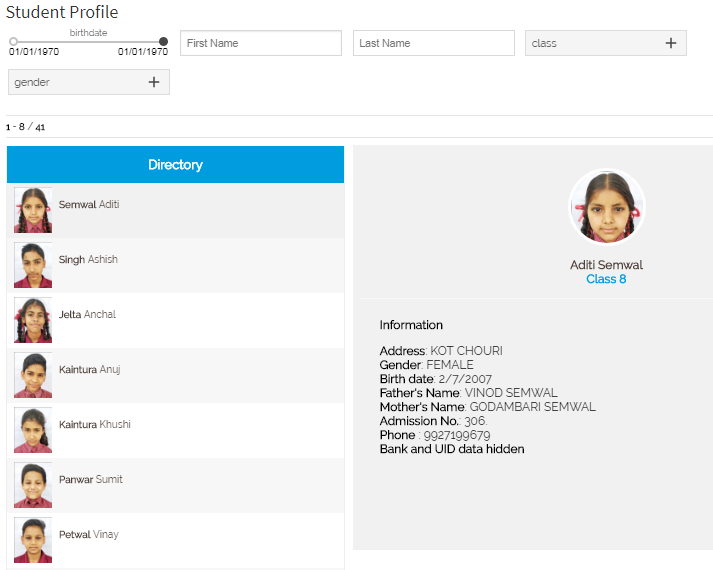 Student Profile
birthdate
01/01/1970 01/01/1970
First Name
Last Name
class +
gender +
1 - 8 / 41
Directory
Semwal Aditi
Singh Ashish
Jelta Anchal
Kaintura Anuj
Kaintura Khushi
Panwar Sumit
Petwal Vinay
Aditi Semwal
Class 8
Information
Address: KOT CHOURI
Gender: FEMALE
Birth date: 2/7/2007
Father's Name: VINOD SEMWAL
Mother's Name: GODAMBARI SEMWAL
Admission No.: 306.
Phone : 9927199679
Bank and UID data hidden